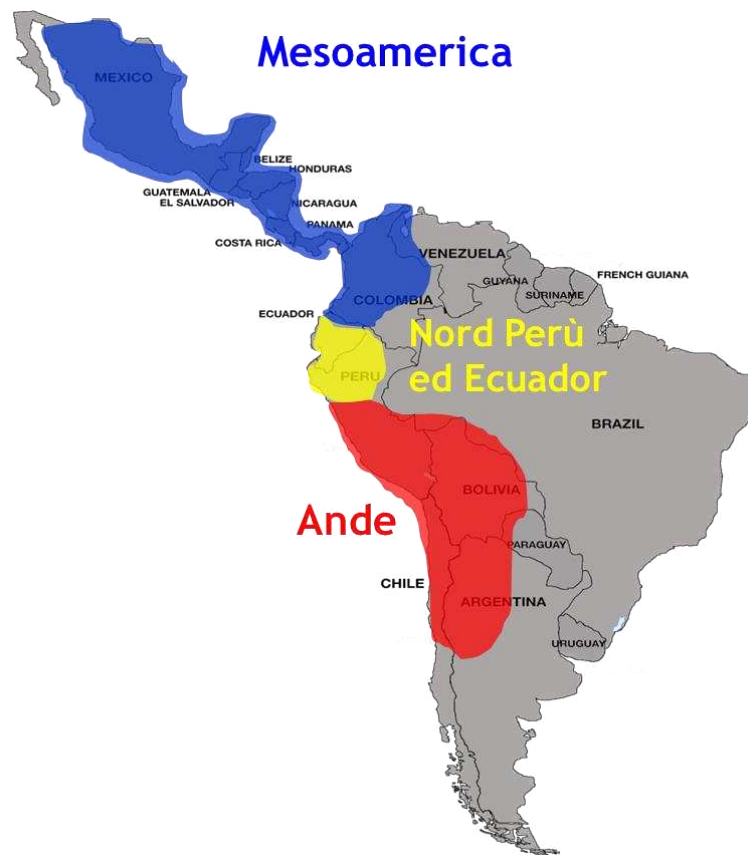 Mesoamerica
MEXICO
BELIZE
HONDURAS
GUATEMALA
EL SALVADOR
NICARAGUA
PANAMA
COSTA RICA
VENEZUELA
GUYANA
FRENCH GUIANA
SURINAME
COLOMBIA
ECUADOR
Nord Perù
ed Ecuador
PERU
BRAZIL
BOLIVIA
Ande
PARAGUAY
CHILE
ARGENTINA
URUGUAY